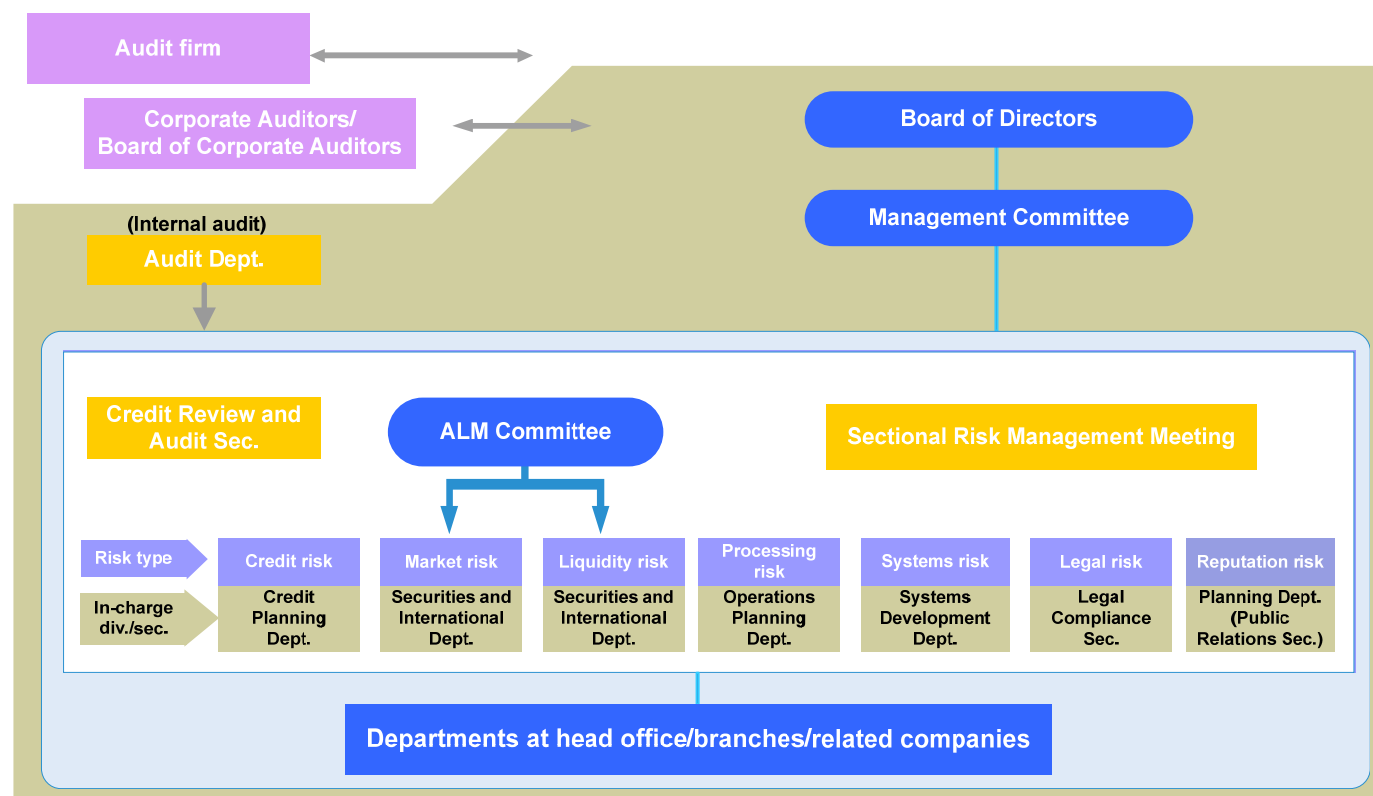 Audit firm
Corporate Auditors/
Board of Corporate Auditors
Board of Directors
Management Committee
(Internal audit)
Audit Dept.
Credit Review and
Audit Sec.
ALM Committee
Sectional Risk Management Meeting
Risk type
Credit risk
Market risk
Liquidity risk
Processing
risk
Systems risk
Legal risk
Reputation risk
In-charge
div./sec.
Credit
Planning
Dept.
Securities and
International
Dept.
Securities and
International
Dept.
Operations
Planning
Dept.
Systems
Development
Dept.
Legal
Compliance
Sec.
Planning Dept.
(Public
Relations Sec.)
Departments at head office/branches/related companies